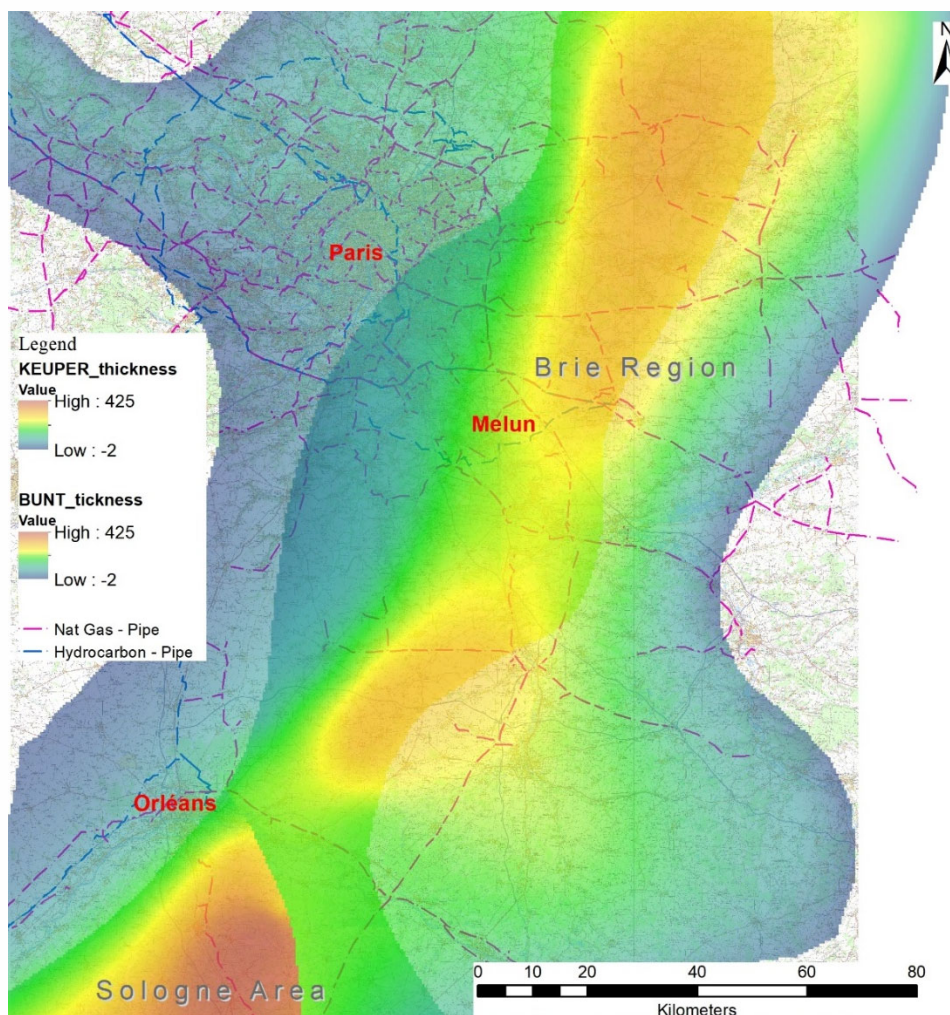 N
Paris
Legend
KEUPER_thickness
Value
High : 425
Low : -2
BUNT_tickness
Value
High : 425
Low : -2
Nat Gas - Pipe
Hydrocarbon - Pipe
Brie Region
Melun
Orléans
Sologne Area
0 10 20 40 60 80
Kilometers